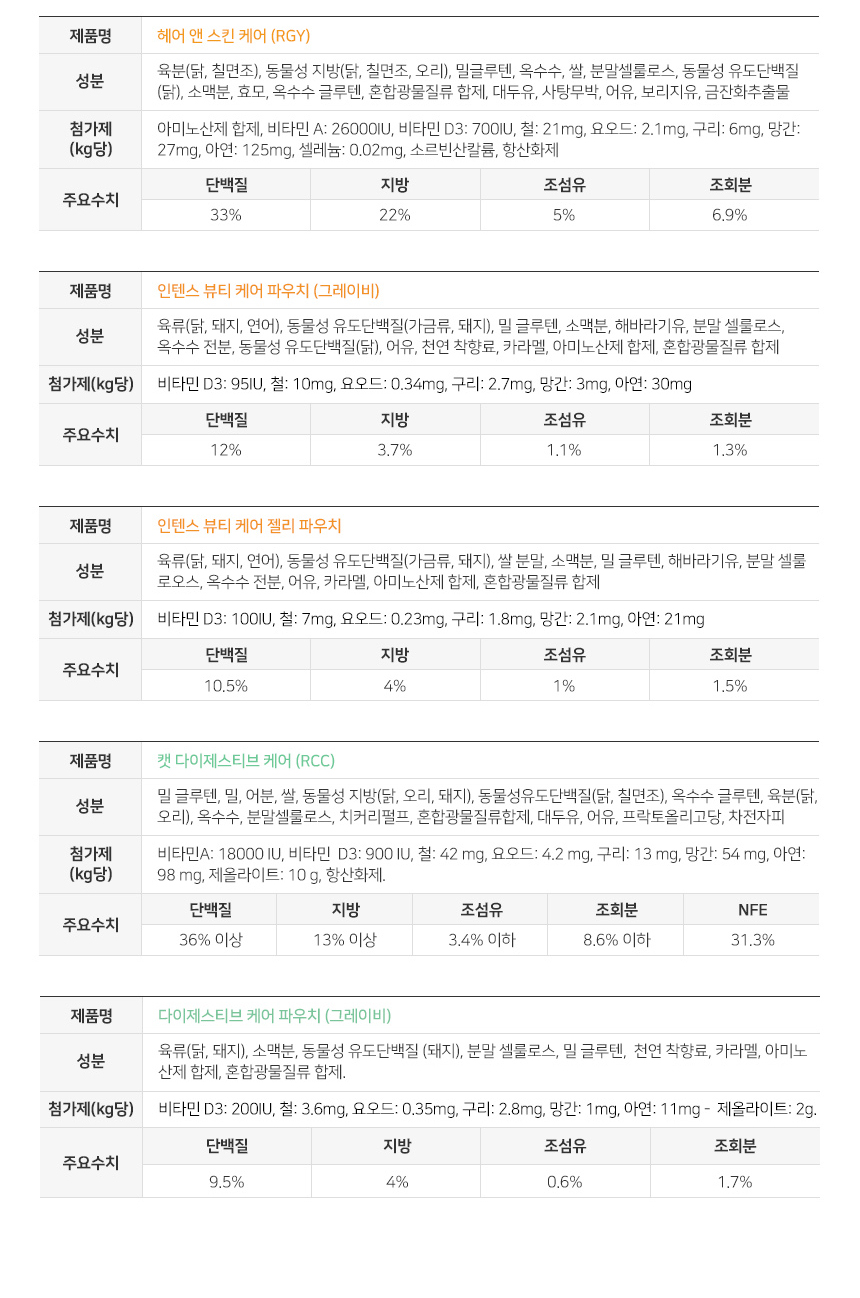 제품명 헤어 앤 스킨 케어 (RGY)
성분 육분(닭, 칠면조), 동물성 지방(닭, 칠면조, 오리), 밀글루텐, 옥수수, 쌀, 분말셀룰로스, 동물성 유도단백질
(닭), 소맥분, 효모, 옥수수 글루텐, 혼합광물질류 합제, 대두유, 사탕무박, 어유, 보리지유, 금잔화추출물
첨가제 아미노산제 합제, 비타민 A: 26000IU, 비타민 D3: 700IU, 철: 21mg, 요오드: 2.1mg, 구리: 6mg, 망간:
(kg당) 27mg, 아연: 125mg, 셀레늄: 0.02mg, 소르빈산칼륨, 항산화제
주요수치 단백질 지방 조섬유 조회분
33% 22% 5% 6.9%
제품명 인텐스 뷰티 케어 파우치 (그레이비)
성분 육류(닭, 돼지, 연어), 동물성 유도단백질(가금류, 돼지), 밀 글루텐, 소맥분, 해바라기유, 분말 셀룰로스,
옥수수 전분, 동물성 유도단백질(닭), 어유, 천연 착향료, 카라멜, 아미노산제 합제, 혼합광물질류 합제
첨가제(kg당) 비타민 D3: 95IU, 철: 10mg, 요오드: 0.34mg, 구리: 2.7mg, 망간: 3mg, 아연: 30mg
주요수치 단백질 지방 조섬유 조회분
12% 3.7% 1.1% 1.3%
제품명 인텐스 뷰티 케어 젤리 파우치
성분 육류(닭, 돼지, 연어), 동물성 유도단백질(가금류, 돼지), 쌀 분말, 소맥분, 밀 글루텐, 해바라기유, 분말 셀룰
로오스, 옥수수 전분, 어유, 카라멜, 아미노산제 합제, 혼합광물질류 합제
첨가제(kg당) 비타민 D3: 100IU, 철: 7mg, 요오드: 0.23mg, 구리: 1.8mg, 망간: 2.1mg, 아연: 21mg
주요수치 단백질 지방 조섬유 조회분
10.5% 4% 1% 1.5%
제품명 캣 다이제스티브 케어 (RCC)
성분 밀 글루텐, 밀, 어분, 쌀, 동물성 지방(닭, 오리, 돼지), 동물성유도단백질(닭, 칠면조), 옥수수 글루텐, 육분(닭,
오리), 옥수수, 분말셀룰로스, 치커리펄프, 혼합광물질류합제, 대두유, 어유, 프락토올리고당, 차전자피
첨가제 비타민A: 18000 IU, 비타민 D3: 900 IU, 철: 42 mg, 요오드: 4.2 mg, 구리: 13 mg, 망간: 54 mg, 아연:
(kg당) 98 mg, 제올라이트: 10 g, 항산화제.
주요수치 단백질 지방 조섬유 조회분 NFE
36% 이상 13% 이상 3.4% 이하 8.6% 이하 31.3%
제품명 다이제스티브 케어 파우치 (그레이비)
성분 육류(닭, 돼지), 소맥분, 동물성 유도단백질 (돼지), 분말 셀룰로스, 밀 글루텐, 천연 착향료, 카라멜, 아미노
산제 합제, 혼합광물질류 합제.
첨가제(kg당) 비타민 D3: 200IU, 철: 3.6mg, 요오드: 0.35mg, 구리: 2.8mg, 망간: 1mg, 아연: 11mg - 제올라이트: 2g.
주요수치 단백질 지방 조섬유 조회분
9.5% 4% 0.6% 1.7%